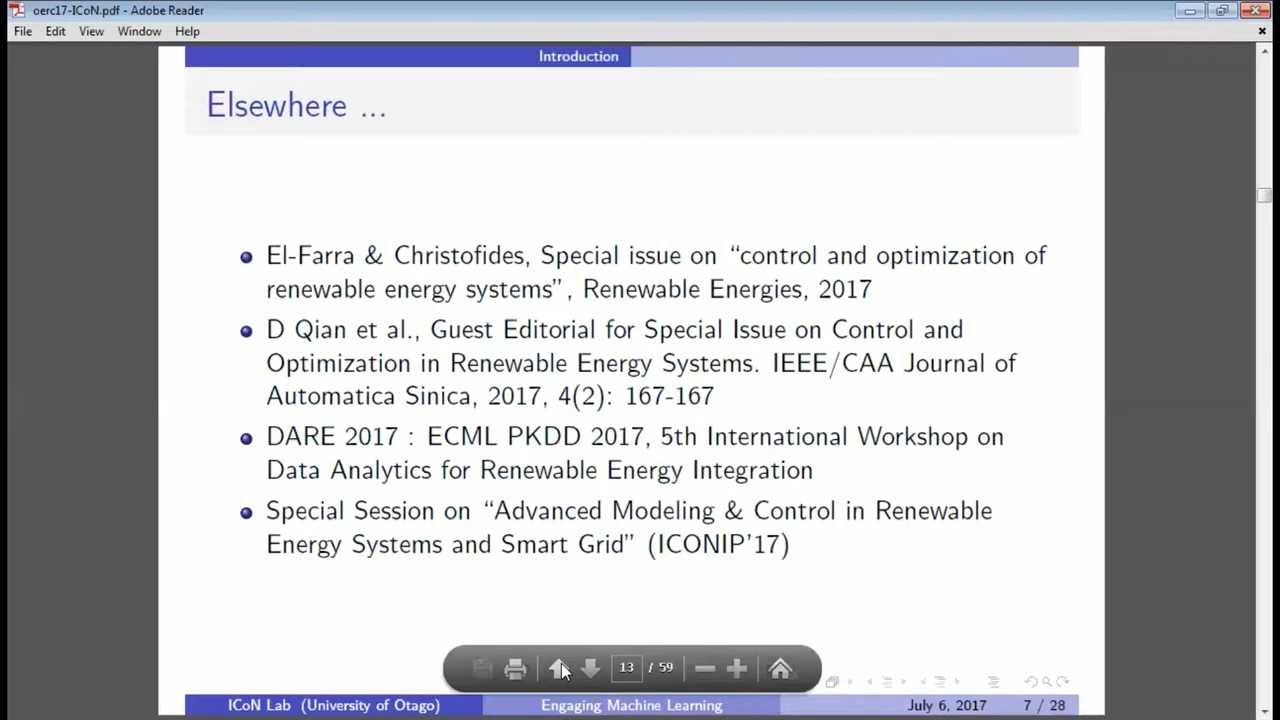 oerc17-ICoN.pdf - Adobe Reader
File Edit View Window Help
Introduction
Elsewhere ...
El-Farra & Christofides, Special issue on “control and optimization of
renewable energy systems”, Renewable Energies, 2017
D Qian et al., Guest Editorial for Special Issue on Control and
Optimization in Renewable Energy Systems. IEEE/CAA Journal of
Automatica Sinica, 2017, 4(2): 167-167
DARE 2017 : ECML PKDD 2017, 5th International Workshop on
Data Analytics for Renewable Energy Integration
Special Session on “Advanced Modeling & Control in Renewable
Energy Systems and Smart Grid” (ICONIP’17)
13 / 59
ICoN Lab (University of Otago) Engaging Machine Learning July 6, 2017 7 / 28